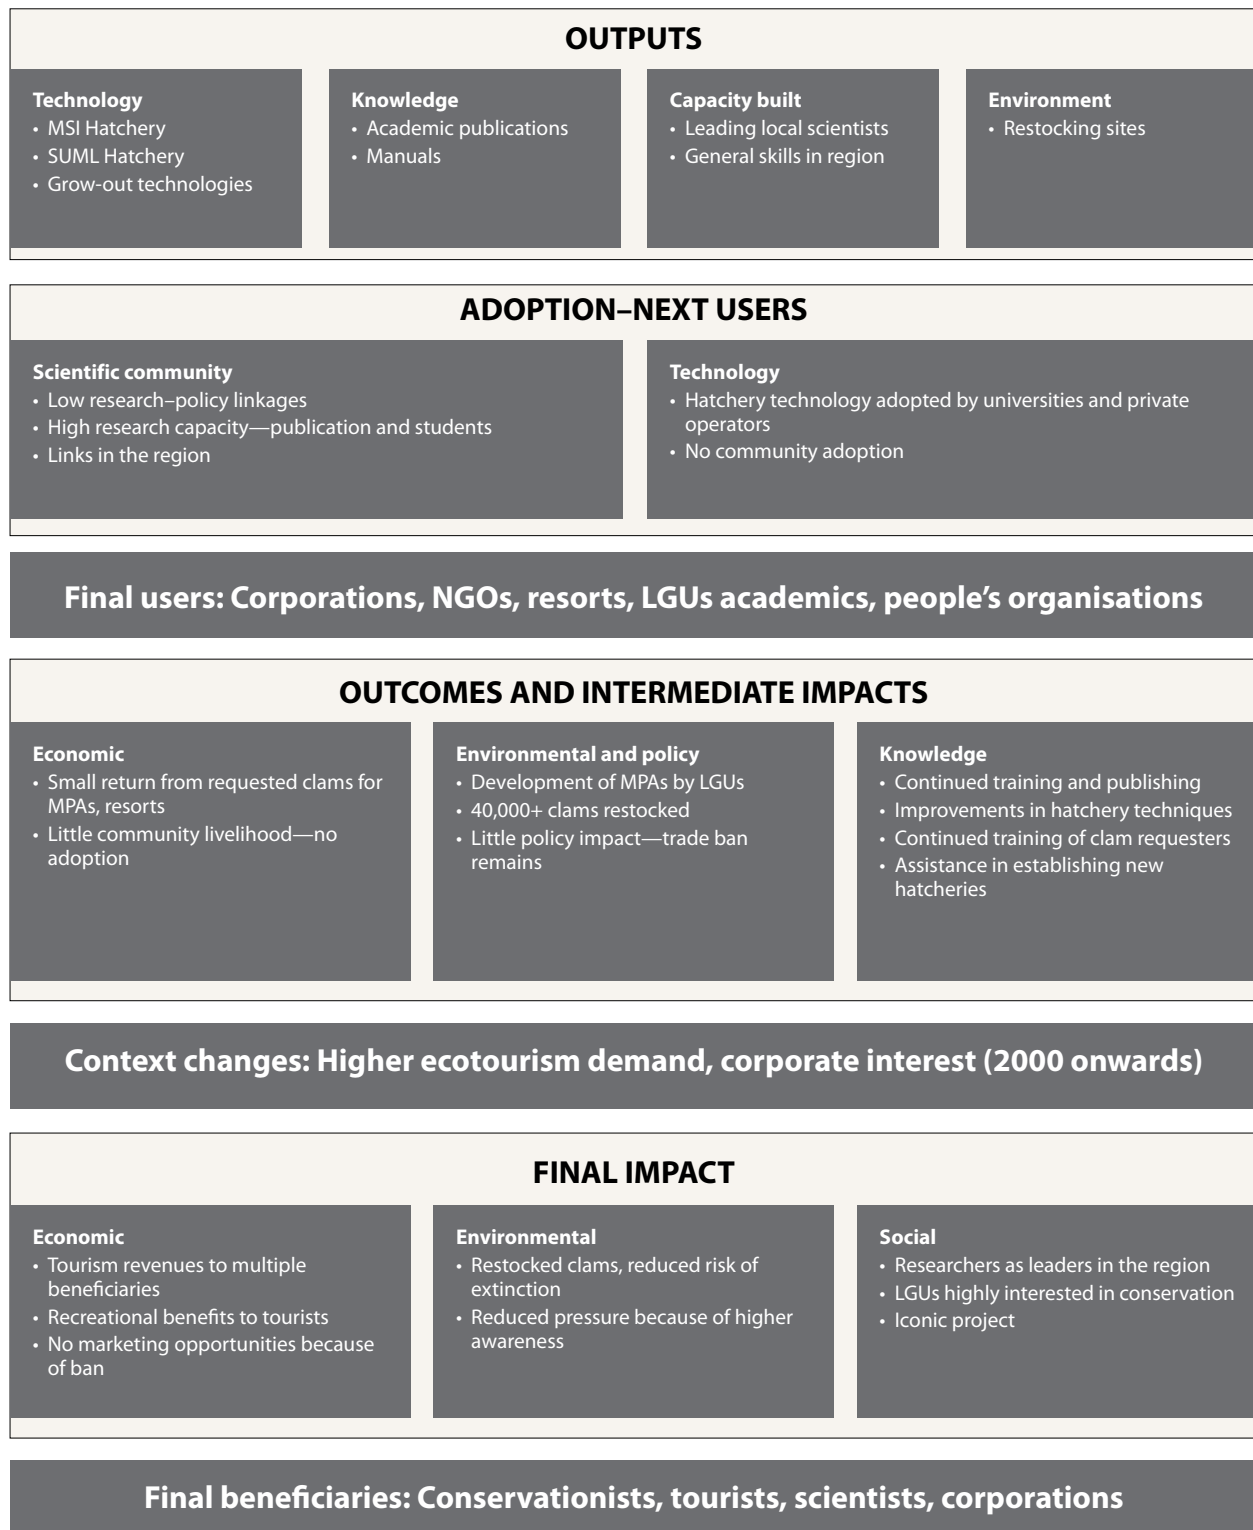 OUTPUTS
Technology
• MSI Hatchery
• SUML Hatchery
• Grow-out technologies
Knowledge
• Academic publications
• Manuals
Capacity built
• Leading local scientists
• General skills in region
Environment
• Restocking sites
ADOPTION–NEXT USERS
Scientific community
• Low research–policy linkages
• High research capacity—publication and students
• Links in the region
Technology
• Hatchery technology adopted by universities and private
operators
• No community adoption
Final users: Corporations, NGOs, resorts, LGUs academics, people’s organisations
OUTCOMES AND INTERMEDIATE IMPACTS
Economic
• Small return from requested clams for
MPAs, resorts
• Little community livelihood—no
adoption
Environmental and policy
• Development of MPAs by LGUs
• 40,000+ clams restocked
• Little policy impact—trade ban
remains
Knowledge
• Continued training and publishing
• Improvements in hatchery techniques
• Continued training of clam requesters
• Assistance in establishing new
hatcheries
Context changes: Higher ecotourism demand, corporate interest (2000 onwards)
FINAL IMPACT
Economic
• Tourism revenues to multiple
beneficiaries
• Recreational benefits to tourists
• No marketing opportunities because
of ban
Environmental
• Restocked clams, reduced risk of
extinction
• Reduced pressure because of higher
awareness
Social
• Researchers as leaders in the region
• LGUs highly interested in conservation
• Iconic project
Final beneficiaries: Conservationists, tourists, scientists, corporations